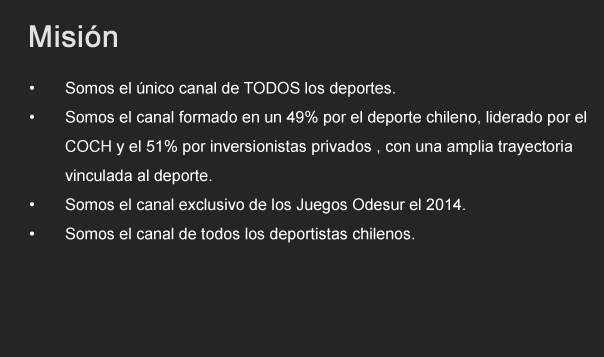 Misión
• Somos el único canal de TODOS los deportes.
• Somos el canal formado en un 49% por el deporte chileno, liderado por el
COCH y el 51% por inversionistas privados , con una amplia trayectoria
vinculada al deporte.
• Somos el canal exclusivo de los Juegos Odesur el 2014.
• Somos el canal de todos los deportistas chilenos.